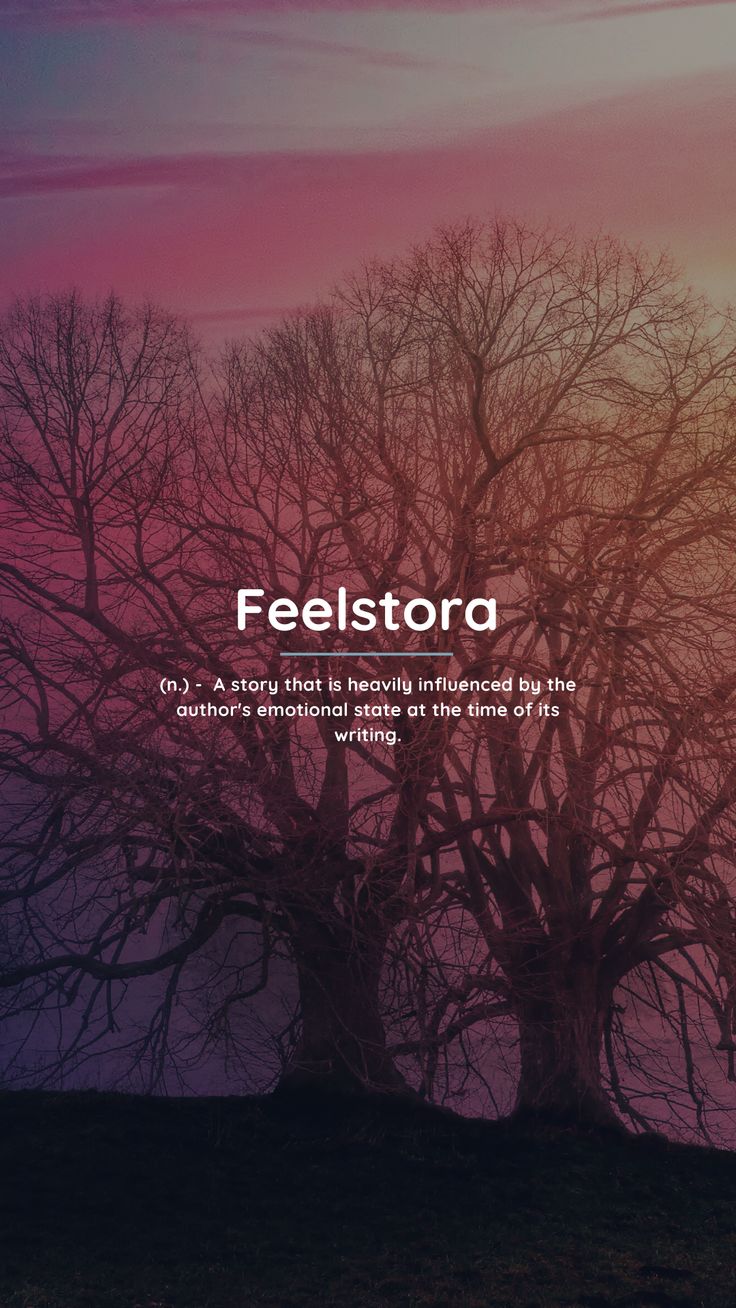 Feelstora
(n.) -  A story that is heavily influenced by the
author's emotional state at the time of its
writing.